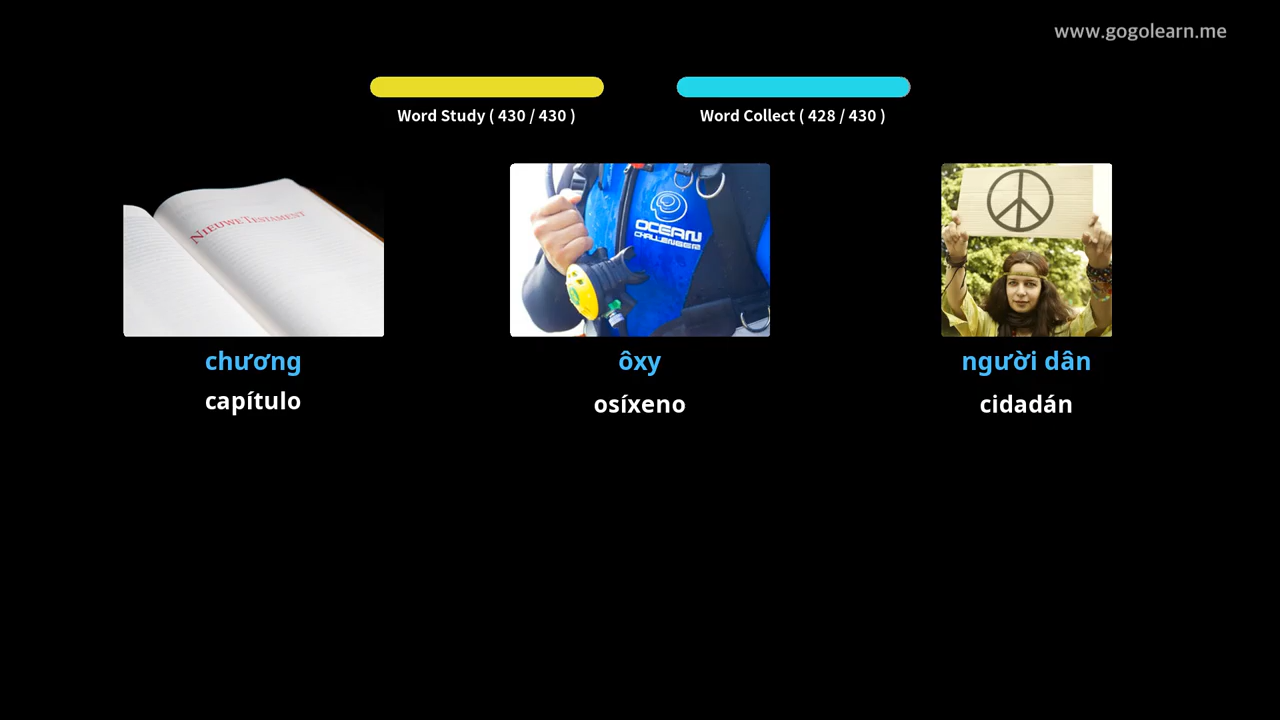 www.gogolearn.me
Word Study ( 430 / 430 )
Word Collect ( 428 / 430 )
NIEUWE TESTAMENT
OCEAN
CHALLENGER
chương
ôxy
người dân
capítulo
osíxeno
cidadán